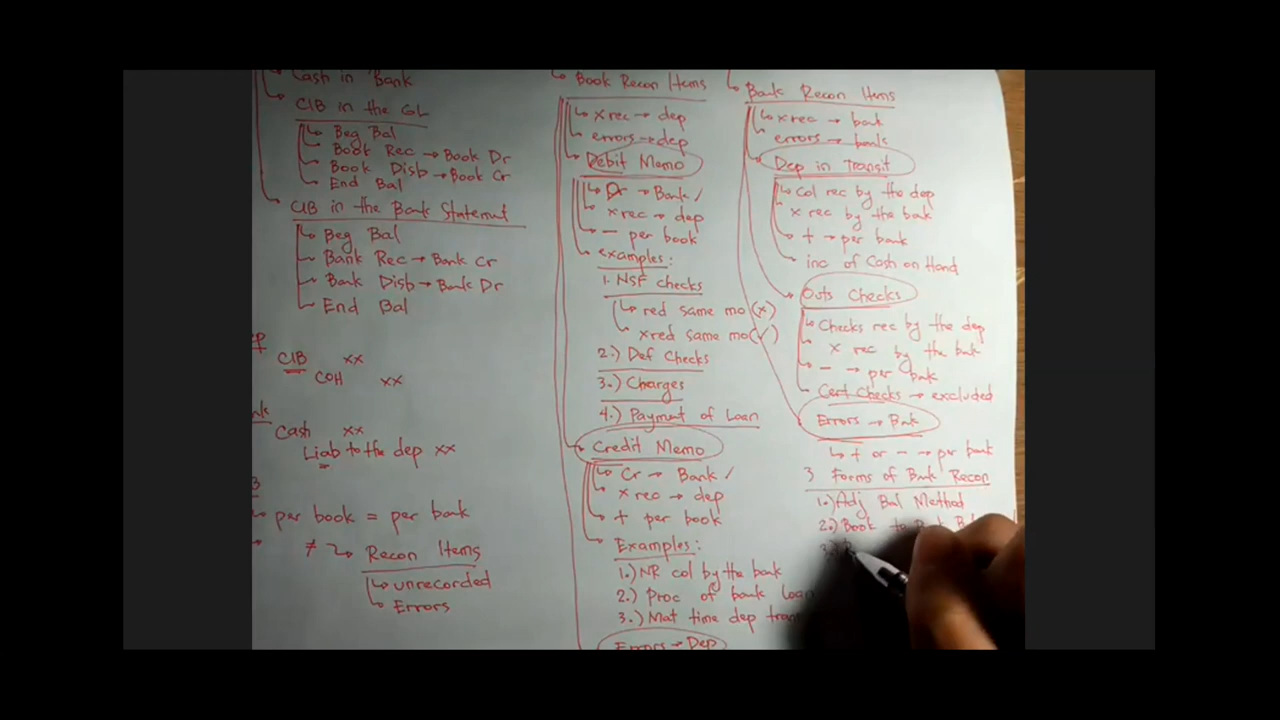 Cash in Bank
CIB in the GL
Beg Bal
Book Rec → Book Dr
Book Disb → Book Cr
End Bal
CIB in the Bank Statemnt
Beg Bal
Bank Rec → Bank Cr
Bank Disb → Bank Dr
End Bal
CIB xx
COH xx
Cash xx
Liab to the dep xx
per book = per bank
≠ Recon Items
unrecorded
Errors
Book Recon Items
x rec → dep
errors → dep
Debit Memo
Dr → Bank /
x rec → dep
− per book
Examples:
1. NSF checks
red same mo (x)
xred same mo (✓)
2.) Def Checks
3.) Charges
4.) Payment of Loan
Credit Memo
Cr → Bank /
x rec → dep
+ per book
Examples:
1.) NR col by the bank
2.) Proc of bank loan
3.) Mat time dep
Errors → Dep
Bank Recon Items
x rec → bank
errors → bank
Dep in Transit
Col rec by the dep
x rec by the bank
+ → per bank
inc of Cash on Hand
Outs Checks
Checks rec by the dep
x rec by the bank
− → per bank
Cert Checks → excluded
Errors → Bnk
+ or − → per bank
3 Forms of Bank Recon
1.) Adj Bal Method
2.) Book to
3.)